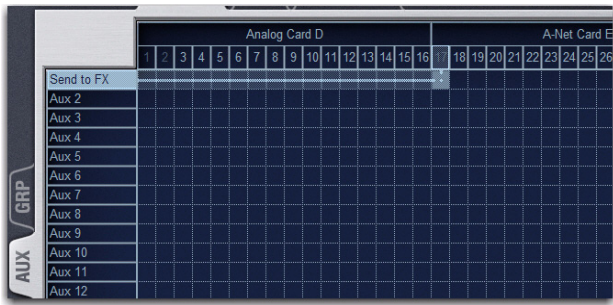 Analog Card D A-Net Card E
1 2 3 4 5 6 7 8 9 10 11 12 13 14 15 16 17 18 19 20 21 22 23 24 25 26
Send to FX
Aux 2
Aux 3
Aux 4
Aux 5
Aux 6
Aux 7
Aux 8
Aux 9
Aux 10
Aux 11
Aux 12
GRP
AUX